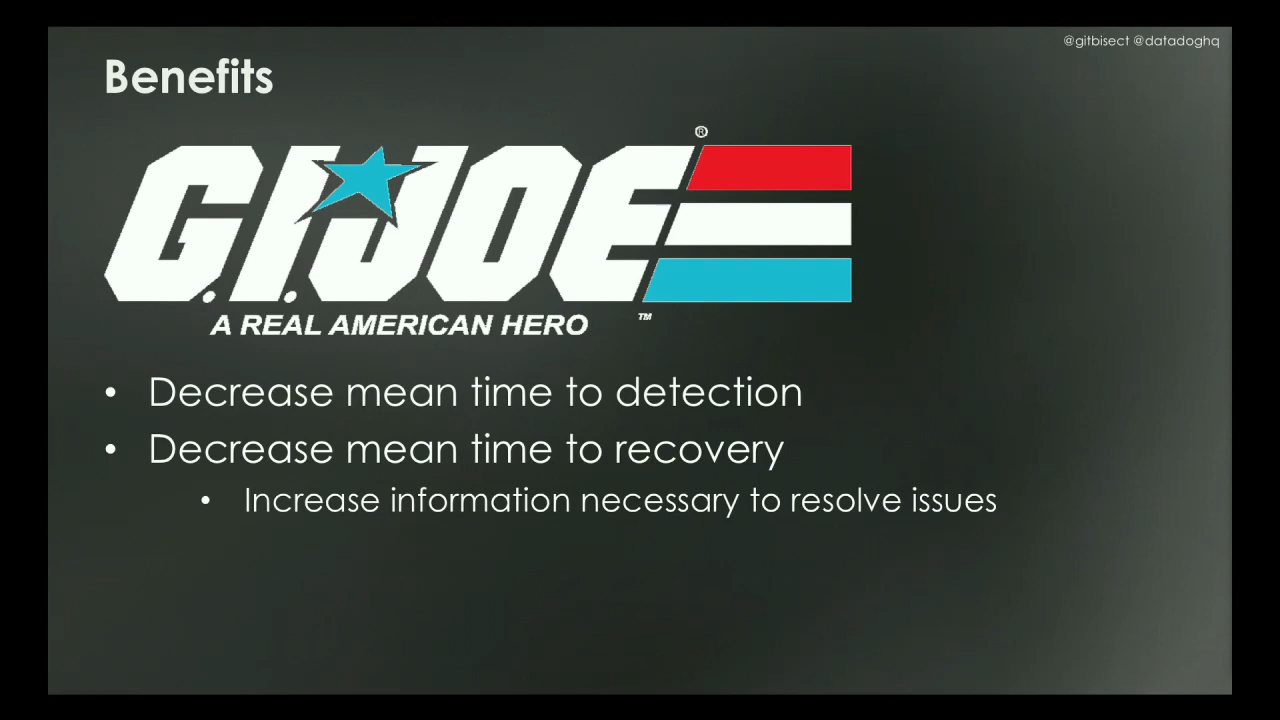 @gitbisect @datadoghq
Benefits
®
G.I.JOE
A REAL AMERICAN HERO ™
• Decrease mean time to detection
• Decrease mean time to recovery
• Increase information necessary to resolve issues